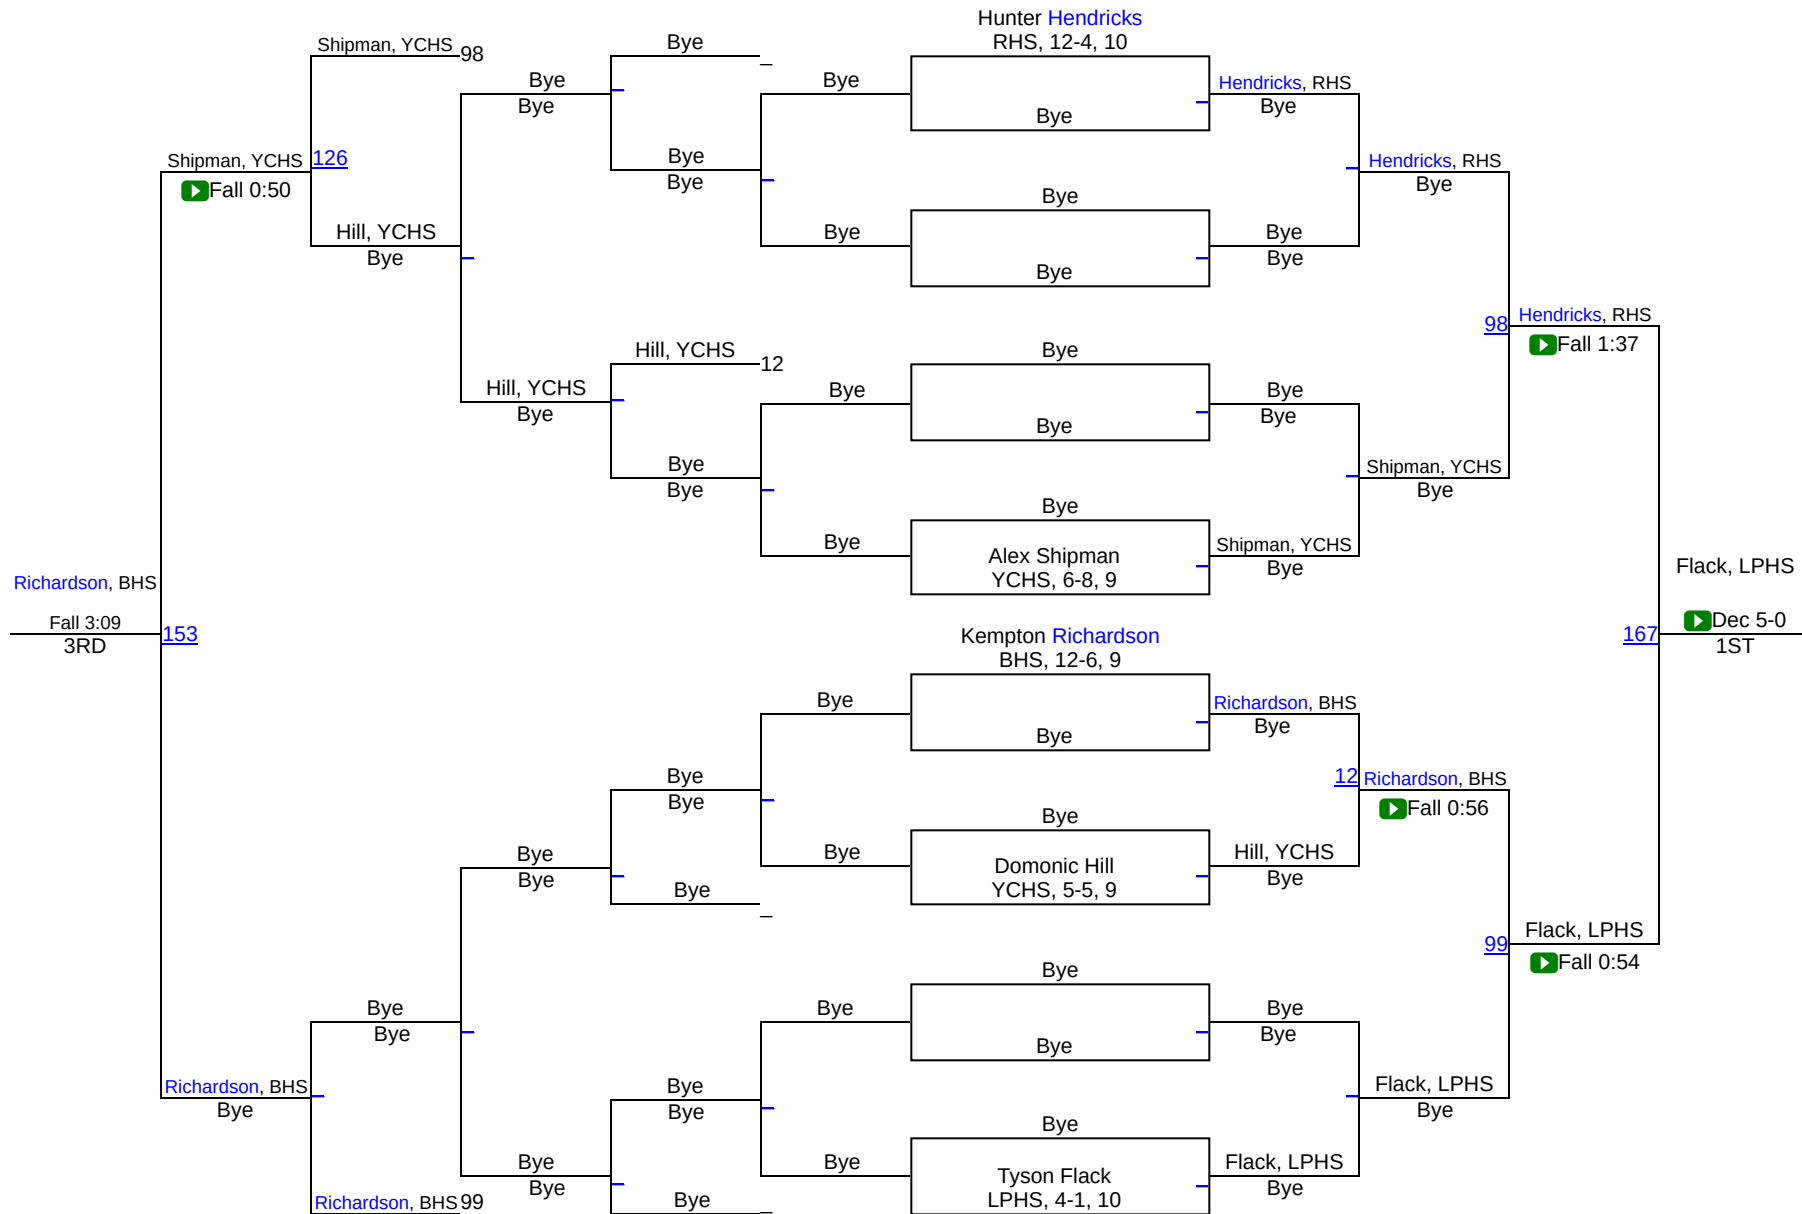 Hunter Hendricks
RHS, 12-4, 10
Shipman, YCHS 98
Bye
_
Bye
Bye
Bye
Hendricks, RHS
Bye
Bye
Bye
Shipman, YCHS
126
Fall 0:50
Bye
Bye
Hendricks, RHS
Bye
Bye
Hill, YCHS
Bye
Bye
Bye
Bye
Bye
Hendricks, RHS
98
Fall 1:37
Hill, YCHS
12
Bye
Hill, YCHS
Bye
Bye
Bye
Bye
Bye
Bye
Bye
Shipman, YCHS
Bye
Bye
Bye
Alex Shipman
YCHS, 6-8, 9
Shipman, YCHS
Bye
Richardson, BHS
Fall 3:09
3RD
153
Flack, LPHS
167
Dec 5-0
1ST
Kempton Richardson
BHS, 12-6, 9
Bye
Bye
Richardson, BHS
Bye
Bye
Bye
12
Richardson, BHS
Fall 0:56
Bye
Bye
Bye
Bye
Domonic Hill
YCHS, 5-5, 9
Hill, YCHS
Bye
Bye
_
Flack, LPHS
99
Fall 0:54
Bye
Bye
Bye
Bye
Bye
Bye
Bye
Richardson, BHS
Bye
Bye
Bye
Flack, LPHS
Bye
Bye
Bye
Bye
Bye
Tyson Flack
LPHS, 4-1, 10
Flack, LPHS
Bye
Richardson, BHS 99
Bye
_